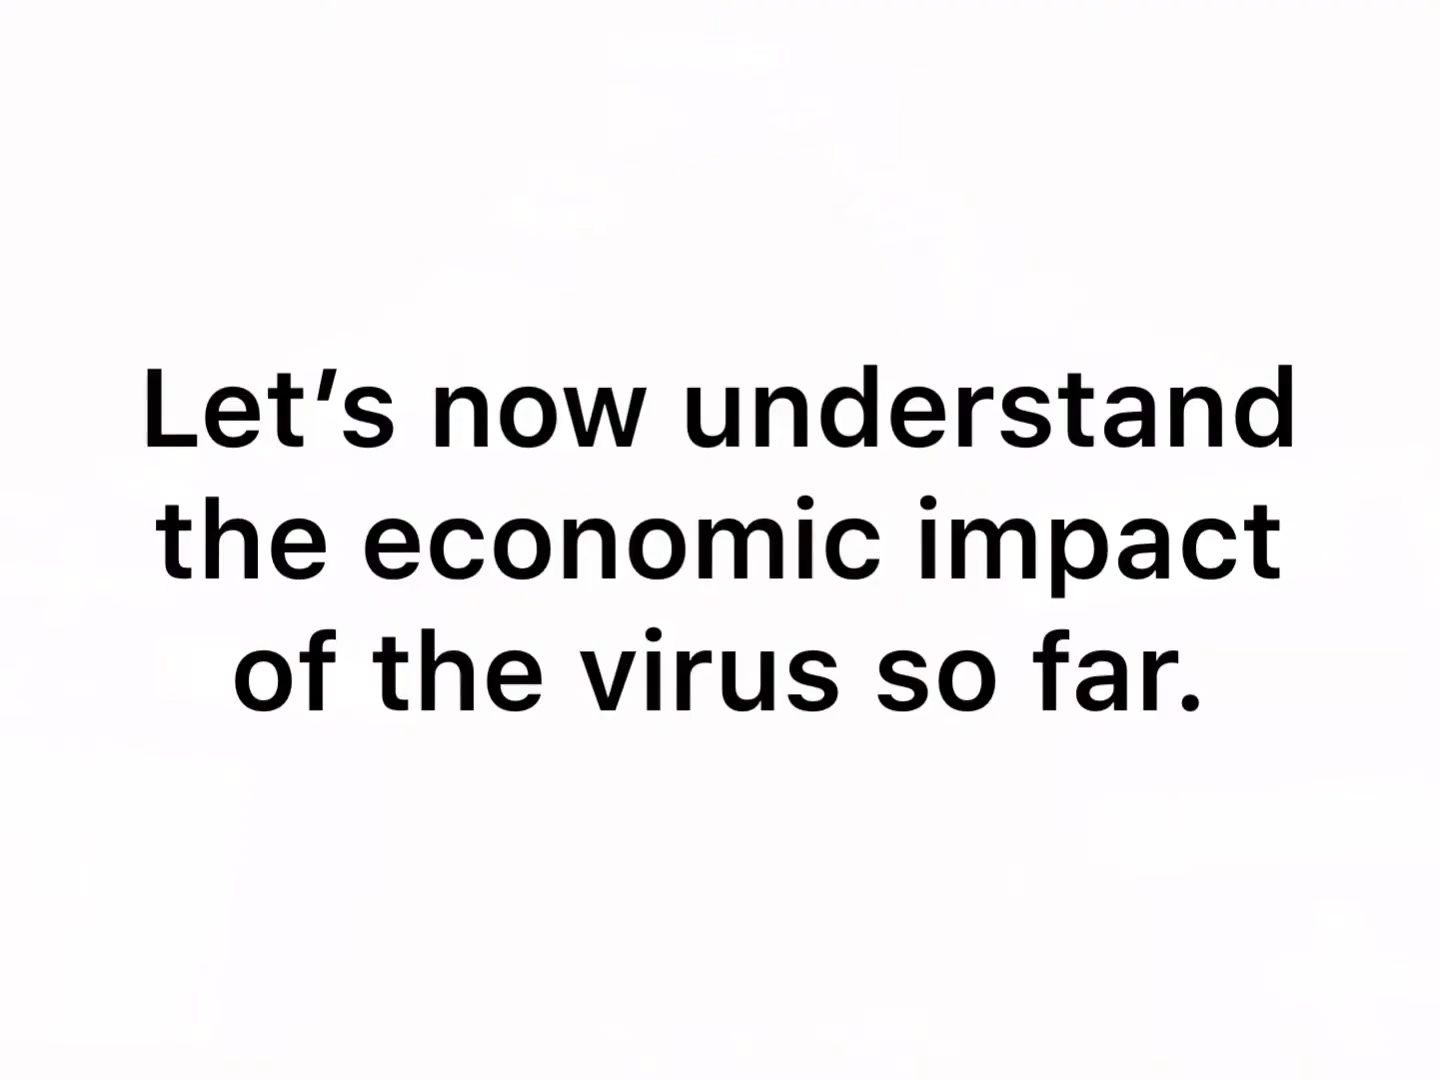 Let’s now understand
the economic impact
of the virus so far.